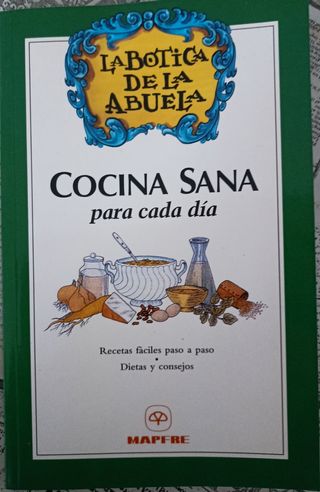 LA BOTICA
DE LA
ABUELA
COCINA SANA
para cada día
Recetas fáciles paso a paso
•
Dietas y consejos
MAPFRE